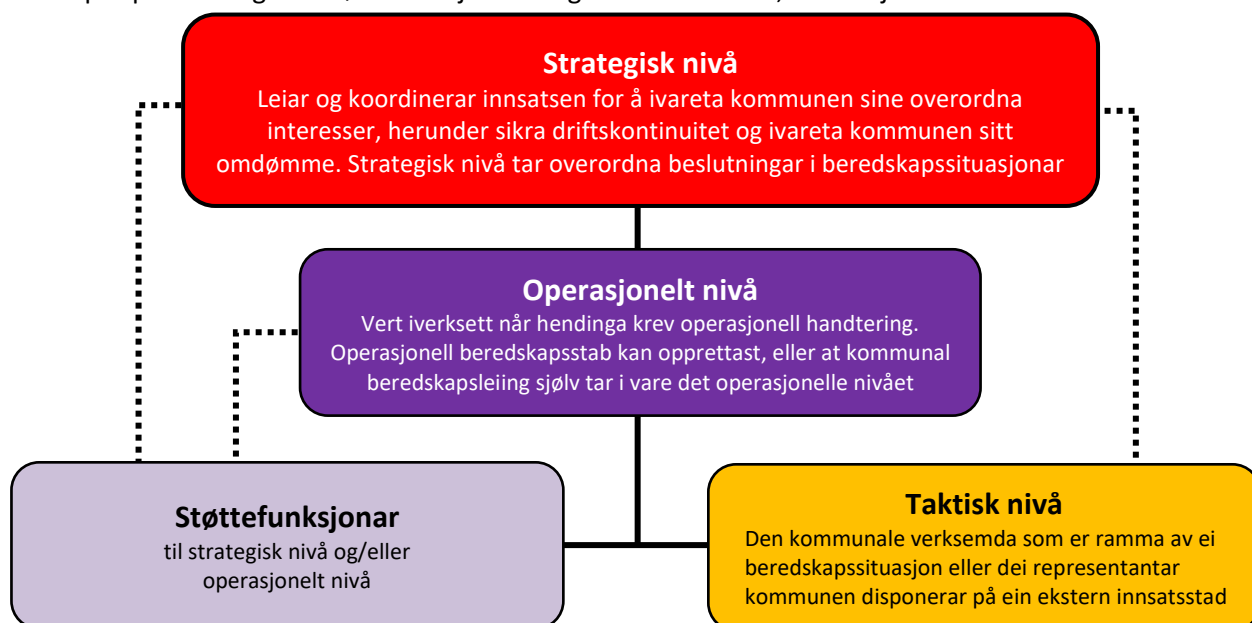 Strategisk nivå
Leiar og koordinerar innsatsen for å ivareta kommunen sine overordna
interesser, herunder sikra driftskontinuitet og ivareta kommunen sitt
omdømme. Strategisk nivå tar overordna beslutningar i beredskapssituasjonar
Operasjonelt nivå
Vert iverksett når hendinga krev operasjonell handtering.
Operasjonell beredskapsstab kan opprettast, eller at kommunal
beredskapsleiing sjølv tar i vare det operasjonelle nivået
Støttefunksjonar
til strategisk nivå og/eller
operasjonelt nivå
Taktisk nivå
Den kommunale verksemda som er ramma av ei
beredskapssituasjon eller dei representantar
kommunen disponerar på ein ekstern innsatsstad